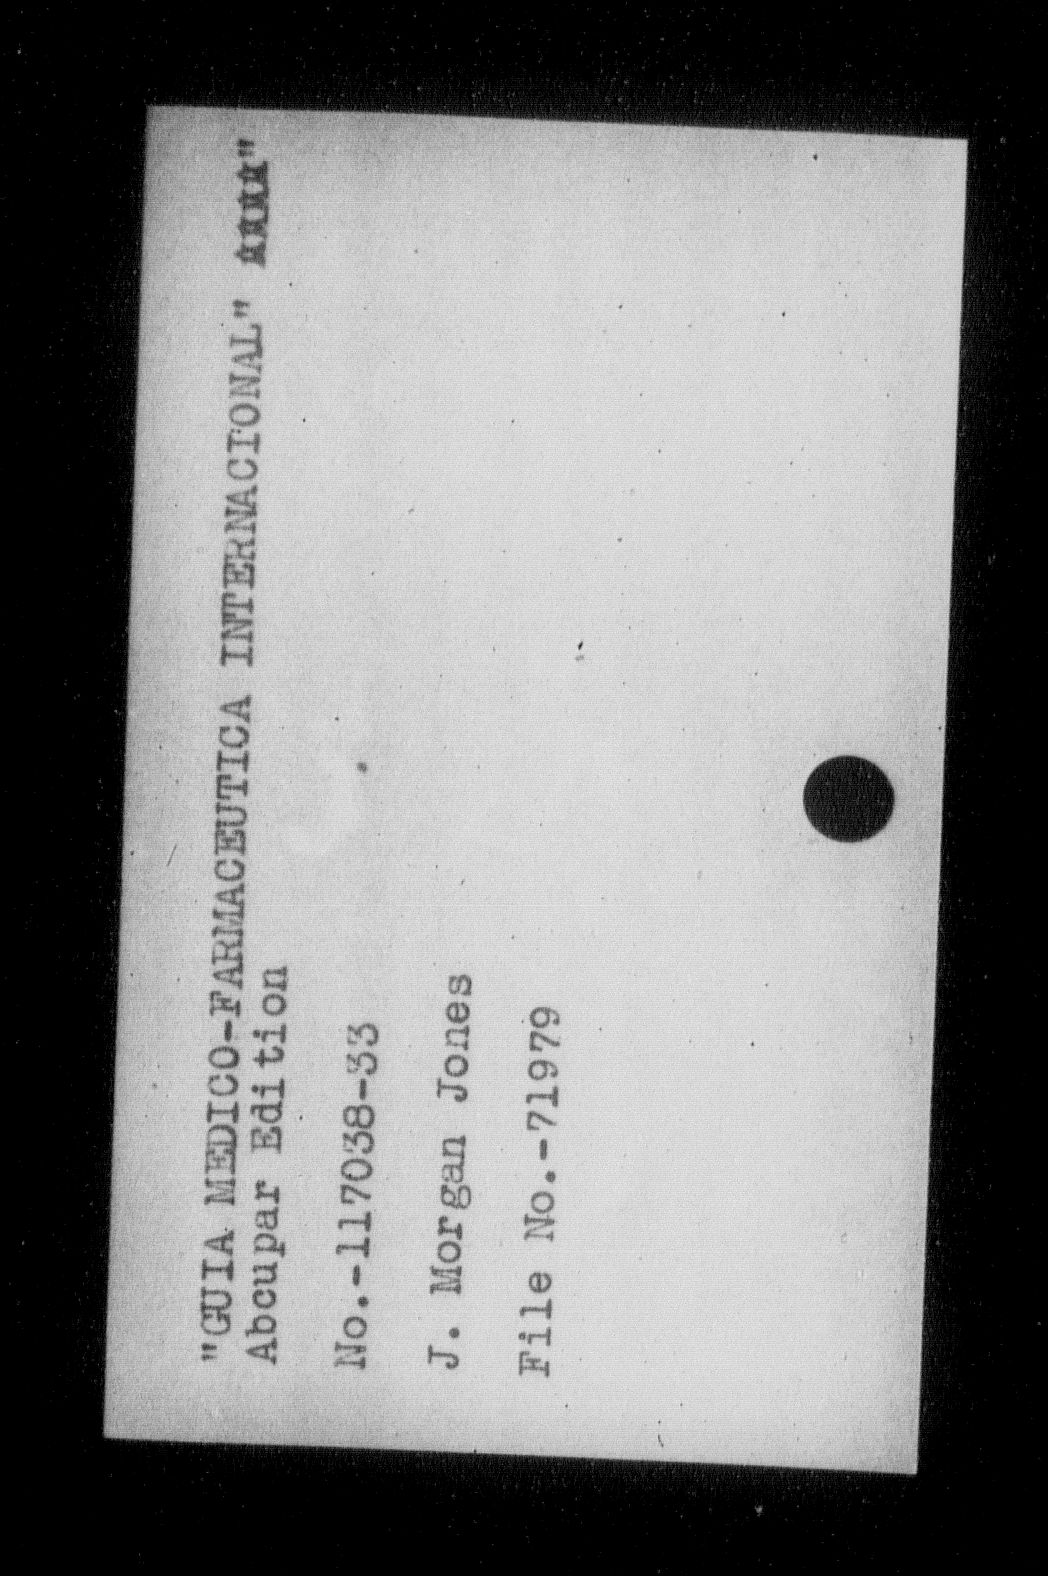 "GUIA MEDICO-FARMACEUTICA INTERNACIONAL"
Abcupar Edition
No.-117038-33
J. Morgan Jones
File No.-71979